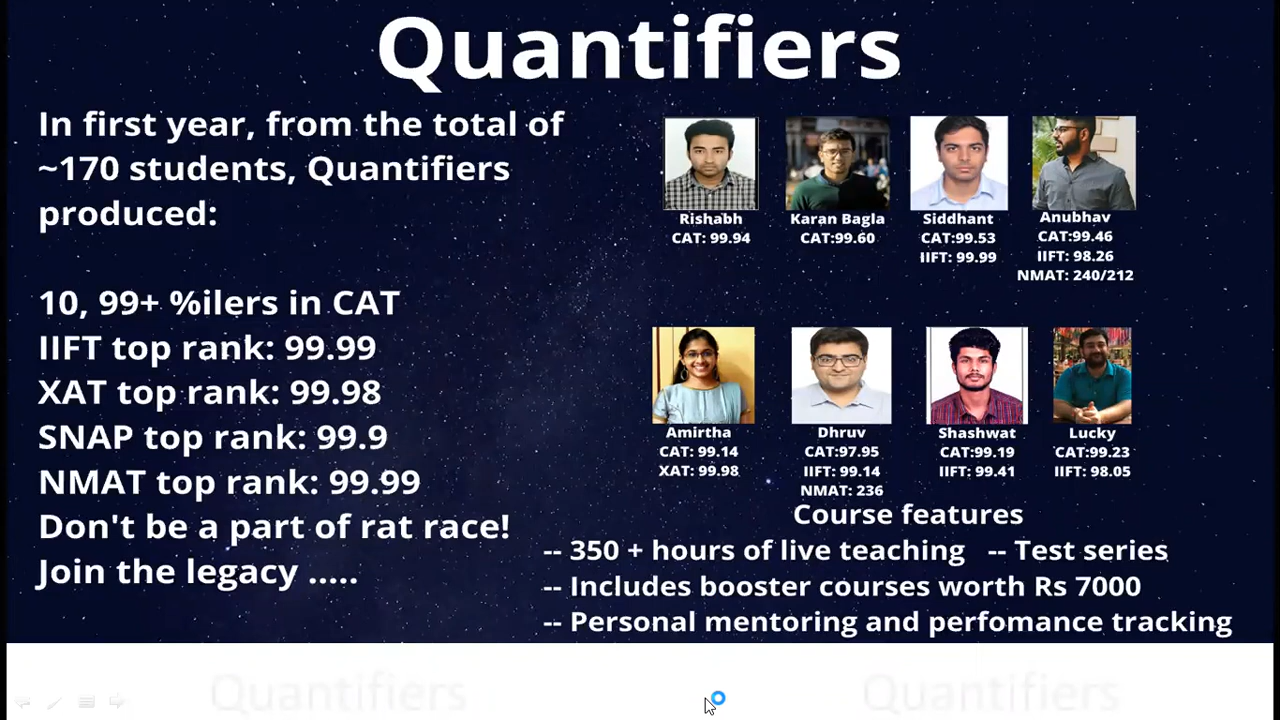 Quantifiers
In first year, from the total of
~170 students, Quantifiers
produced:
10, 99+ %ilers in CAT
IIFT top rank: 99.99
XAT top rank: 99.98
SNAP top rank: 99.9
NMAT top rank: 99.99
Don't be a part of rat race!
Join the legacy .....
Rishabh
CAT: 99.94
Karan Bagla
CAT:99.60
Siddhant
CAT:99.53
IIFT: 99.99
Anubhav
CAT:99.46
IIFT: 98.26
NMAT: 240/212
Amirtha
CAT: 99.14
XAT: 99.98
Dhruv
CAT:97.95
IIFT: 99.14
NMAT: 236
Shashwat
CAT:99.19
IIFT: 99.41
Lucky
CAT:99.23
IIFT: 98.05
Course features
-- 350 + hours of live teaching -- Test series
-- Includes booster courses worth Rs 7000
-- Personal mentoring and perfomance tracking
Quantifiers Quantifiers